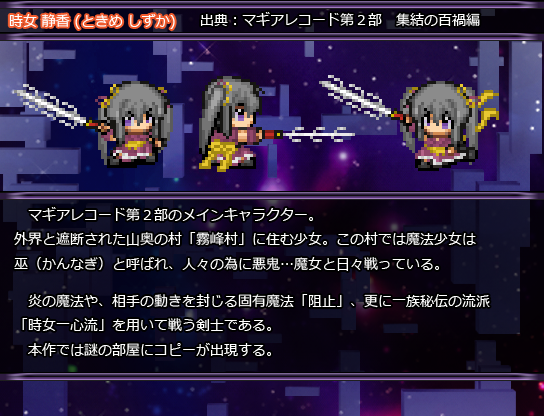 時女 静香 (ときめ しずか) 出典：マギアレコード第２部 集結の百禍編
マギアレコード第２部のメインキャラクター。
外界と遮断された山奥の村「霧峰村」に住む少女。この村では魔法少女は
巫（かんなぎ）と呼ばれ、人々の為に悪鬼…魔女と日々戦っている。
炎の魔法や、相手の動きを封じる固有魔法「阻止」、更に一族秘伝の流派
「時女一心流」を用いて戦う剣士である。
本作では謎の部屋にコピーが出現する。